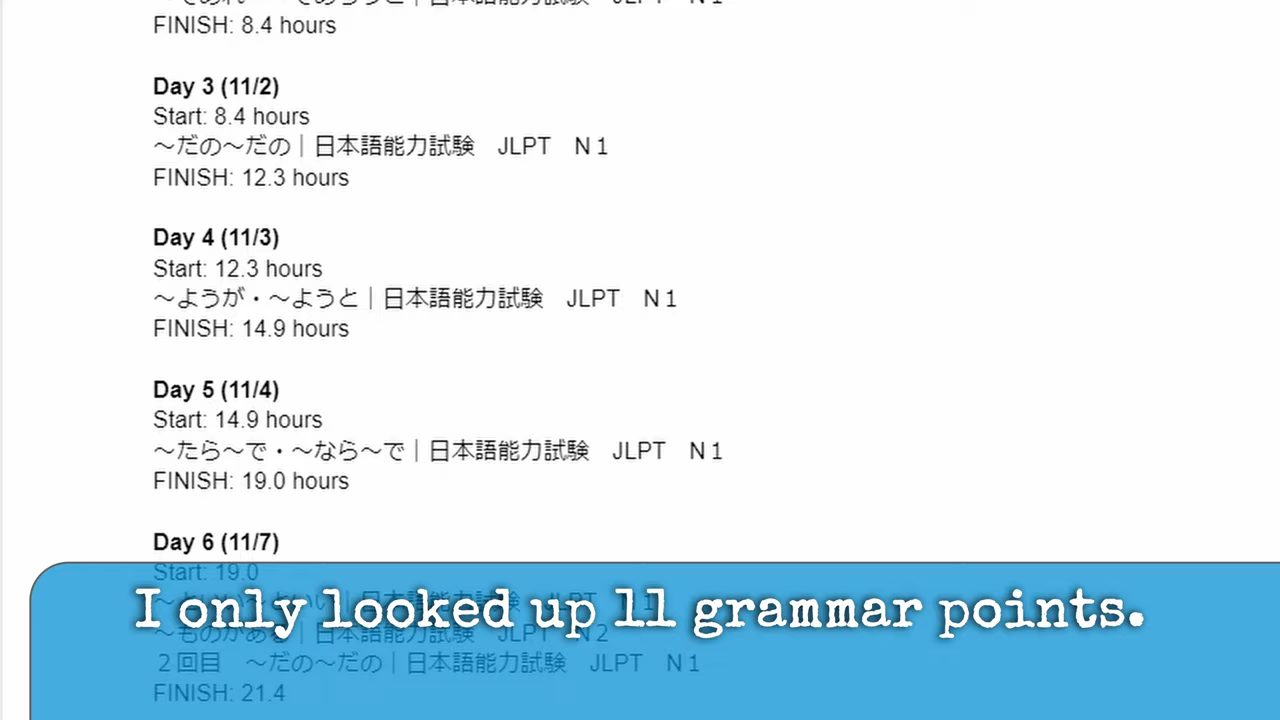 FINISH: 8.4 hours
Day 3 (11/2)
Start: 8.4 hours
～だの～だの｜日本語能力試験　JLPT　N１
FINISH: 12.3 hours
Day 4 (11/3)
Start: 12.3 hours
～ようが・～ようと｜日本語能力試験　JLPT　N１
FINISH: 14.9 hours
Day 5 (11/4)
Start: 14.9 hours
～たら～で・～なら～で｜日本語能力試験　JLPT　N１
FINISH: 19.0 hours
Day 6 (11/7)
Start: 19.0
I only looked up 11 grammar points.
～ものがある｜日本語能力試験　JLPT　N２
２回目　～だの～だの｜日本語能力試験　JLPT　N１
FINISH: 21.4